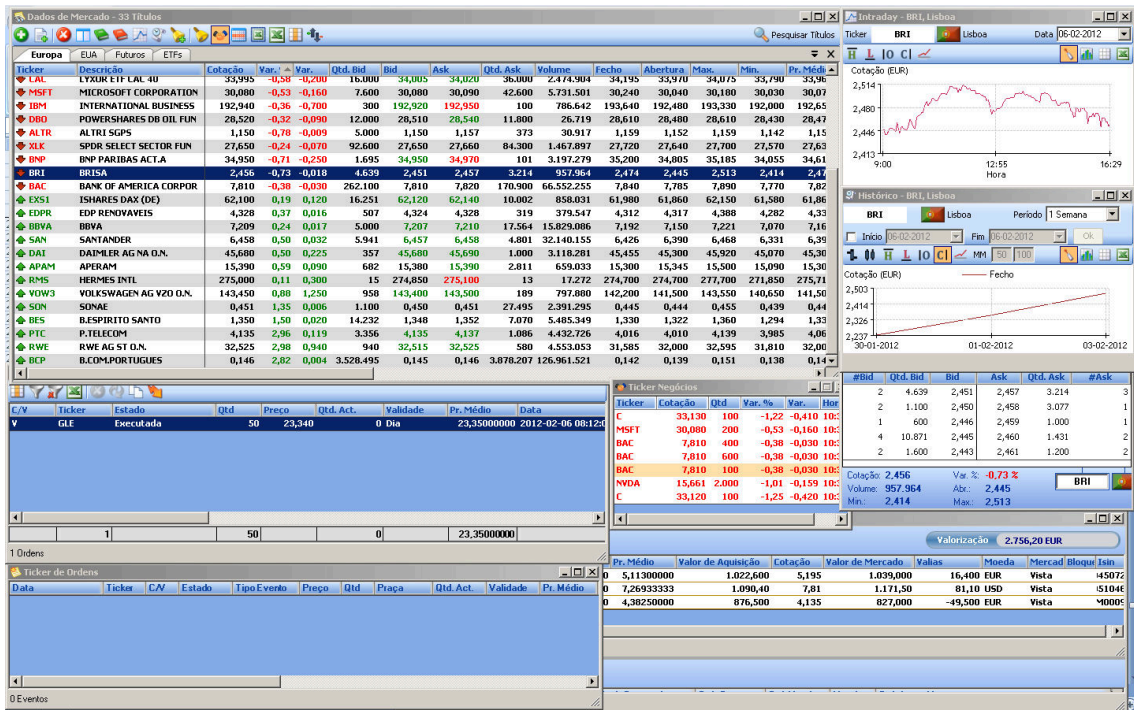 Dados de Mercado - 33 Títulos
Pesquisar Títulos
Europa EUA Futuros ETFs
Ticker Descrição Cotação Var. Var. Qtd. Bid Bid Ask Qtd. Ask Volume Fecho Abertura Max. Min. Pr. Médi
CAL LYXOR ETF CAC 40 33,995 -0,58 -0,200 16.000 34,005 34,020 36.000 2.474.904 34,195 33,970 34,075 33,790 33,96
MSFT MICROSOFT CORPORATION 30,080 -0,53 -0,160 7.600 30,080 30,090 42.600 5.731.501 30,240 30,040 30,180 30,030 30,07
IBM INTERNATIONAL BUSINESS 192,940 -0,36 -0,700 300 192,920 192,950 100 786.642 193,640 192,480 193,330 192,000 192,65
DBO POWERSHARES DB OIL FUN 28,520 -0,32 -0,090 12.000 28,510 28,540 11.800 26.719 28,610 28,480 28,610 28,430 28,47
ALTR ALTRI SGPS 1,150 -0,78 -0,009 5.000 1,150 1,157 373 30.917 1,159 1,152 1,159 1,142 1,15
XLK SPDR SELECT SECTOR FUN 27,650 -0,24 -0,070 92.600 27,650 27,660 84.300 1.467.897 27,720 27,640 27,700 27,570 27,63
BNP BNP PARIBAS ACT.A 34,950 -0,71 -0,250 1.695 34,950 34,970 101 3.197.279 35,200 34,805 35,185 34,055 34,61
BRI BRISA 2,456 -0,73 -0,018 4.639 2,451 2,457 3.214 957.964 2,474 2,445 2,513 2,414 2,47
BAC BANK OF AMERICA CORPOR 7,810 -0,38 -0,030 262.100 7,810 7,820 170.900 66.552.255 7,840 7,785 7,890 7,770 7,82
EXS1 ISHARES DAX (DE) 62,100 0,19 0,120 16.251 62,120 62,140 10.002 858.031 61,980 61,860 62,150 61,580 61,86
EDPR EDP RENOVAVEIS 4,328 0,37 0,016 507 4,324 4,328 319 379.547 4,312 4,317 4,388 4,282 4,33
BBVA BBVA 7,209 0,24 0,017 5.000 7,207 7,210 17.564 15.829.086 7,192 7,150 7,221 7,070 7,16
SAN SANTANDER 6,458 0,50 0,032 5.941 6,457 6,458 4.801 32.140.155 6,426 6,390 6,468 6,331 6,39
DAI DAIMLER AG NA O.N. 45,680 0,50 0,225 357 45,680 45,690 1.000 3.118.281 45,455 45,300 45,920 45,070 45,30
APAM APERAM 15,390 0,59 0,090 682 15,380 15,390 2.811 659.033 15,300 15,345 15,500 15,090 15,30
RMS HERMES INTL 275,000 0,11 0,300 15 274,850 275,100 13 17.272 274,700 274,700 277,700 271,850 275,71
VOW3 VOLKSWAGEN AG VZO O.N. 143,450 0,88 1,250 958 143,400 143,500 189 797.880 142,200 141,500 143,550 140,650 141,50
SON SONAE 0,451 1,35 0,006 1.100 0,450 0,451 27.495 2.391.295 0,445 0,444 0,455 0,439 0,44
BES B.ESPIRITO SANTO 1,350 1,50 0,020 14.232 1,348 1,352 7.070 5.485.349 1,330 1,322 1,360 1,294 1,33
PTC P.TELECOM 4,135 2,96 0,119 3.356 4,135 4,137 1.086 4.432.726 4,016 4,010 4,139 3,985 4,06
RWE RWE AG ST O.N. 32,525 2,98 0,940 940 32,515 32,525 580 4.553.053 31,585 32,000 32,595 31,810 32,00
BCP B.COM.PORTUGUES 0,146 2,82 0,004 3.528.495 0,145 0,146 3.878.207 126.961.521 0,142 0,139 0,151 0,138 0,14
C/V Ticker Estado Qtd Preço Qtd. Act. Validade Pr. Médio Data
V GLE Executada 50 23,340 0 Dia 23,35000000 2012-02-06 08:12:0
1 50 0 23,35000000
1 Ordens
Ticker de Ordens
Data Ticker C/V Estado Tipo Evento Preço Qtd Praça Qtd. Act. Validade Pr. Médio
0 Eventos
Ticker Negócios
Ticker Cotação Qtd Var. % Var. Hor
C 33,130 100 -1,22 -0,410 10:
MSFT 30,080 200 -0,53 -0,160 10:
BAC 7,810 400 -0,38 -0,030 10:
BAC 7,810 600 -0,38 -0,030 10:
BAC 7,810 100 -0,38 -0,030 10:
NVDA 15,661 2.000 -1,01 -0,159 10:
C 33,120 100 -1,25 -0,420 10:
Intraday - BRI, Lisboa
Ticker BRI Lisboa Data 06-02-2012
H L IO C|
Cotação (EUR)
2,514
2,480
2,446
2,413
9:00 12:55 16:29
Hora
Histórico - BRI, Lisboa
BRI Lisboa Período 1 Semana
Início 06-02-2012 Fim 06-02-2012 Ok
H L IO C| MM 50 100
Cotação (EUR) Fecho
2,503
2,414
2,326
2,237
30-01-2012 01-02-2012 03-02-2012
#Bid Qtd. Bid Bid Ask Qtd. Ask #Ask
2 4.639 2,451 2,457 3.214 3
2 1.100 2,450 2,458 3.077 1
1 600 2,446 2,459 1.000 1
4 10.871 2,445 2,460 1.431 2
2 1.600 2,443 2,461 1.200 2
Cotação: 2,456 Var. %: -0,73 %
Volume: 957.964 Abr.: 2,445 BRI
Min.: 2,414 Max.: 2,513
Valorização 2.756,20 EUR
Pr. Médio Valor de Aquisição Cotação Valor de Mercado Valias Moeda Mercad Bloque Isin
0 5,11300000 1.022,600 5,195 1.039,000 16,400 EUR Vista 45072
0 7,26933333 1.090,40 7,81 1.171,50 81,10 USD Vista 51046
0 4,38250000 876,500 4,135 827,000 -49,500 EUR Vista M0009